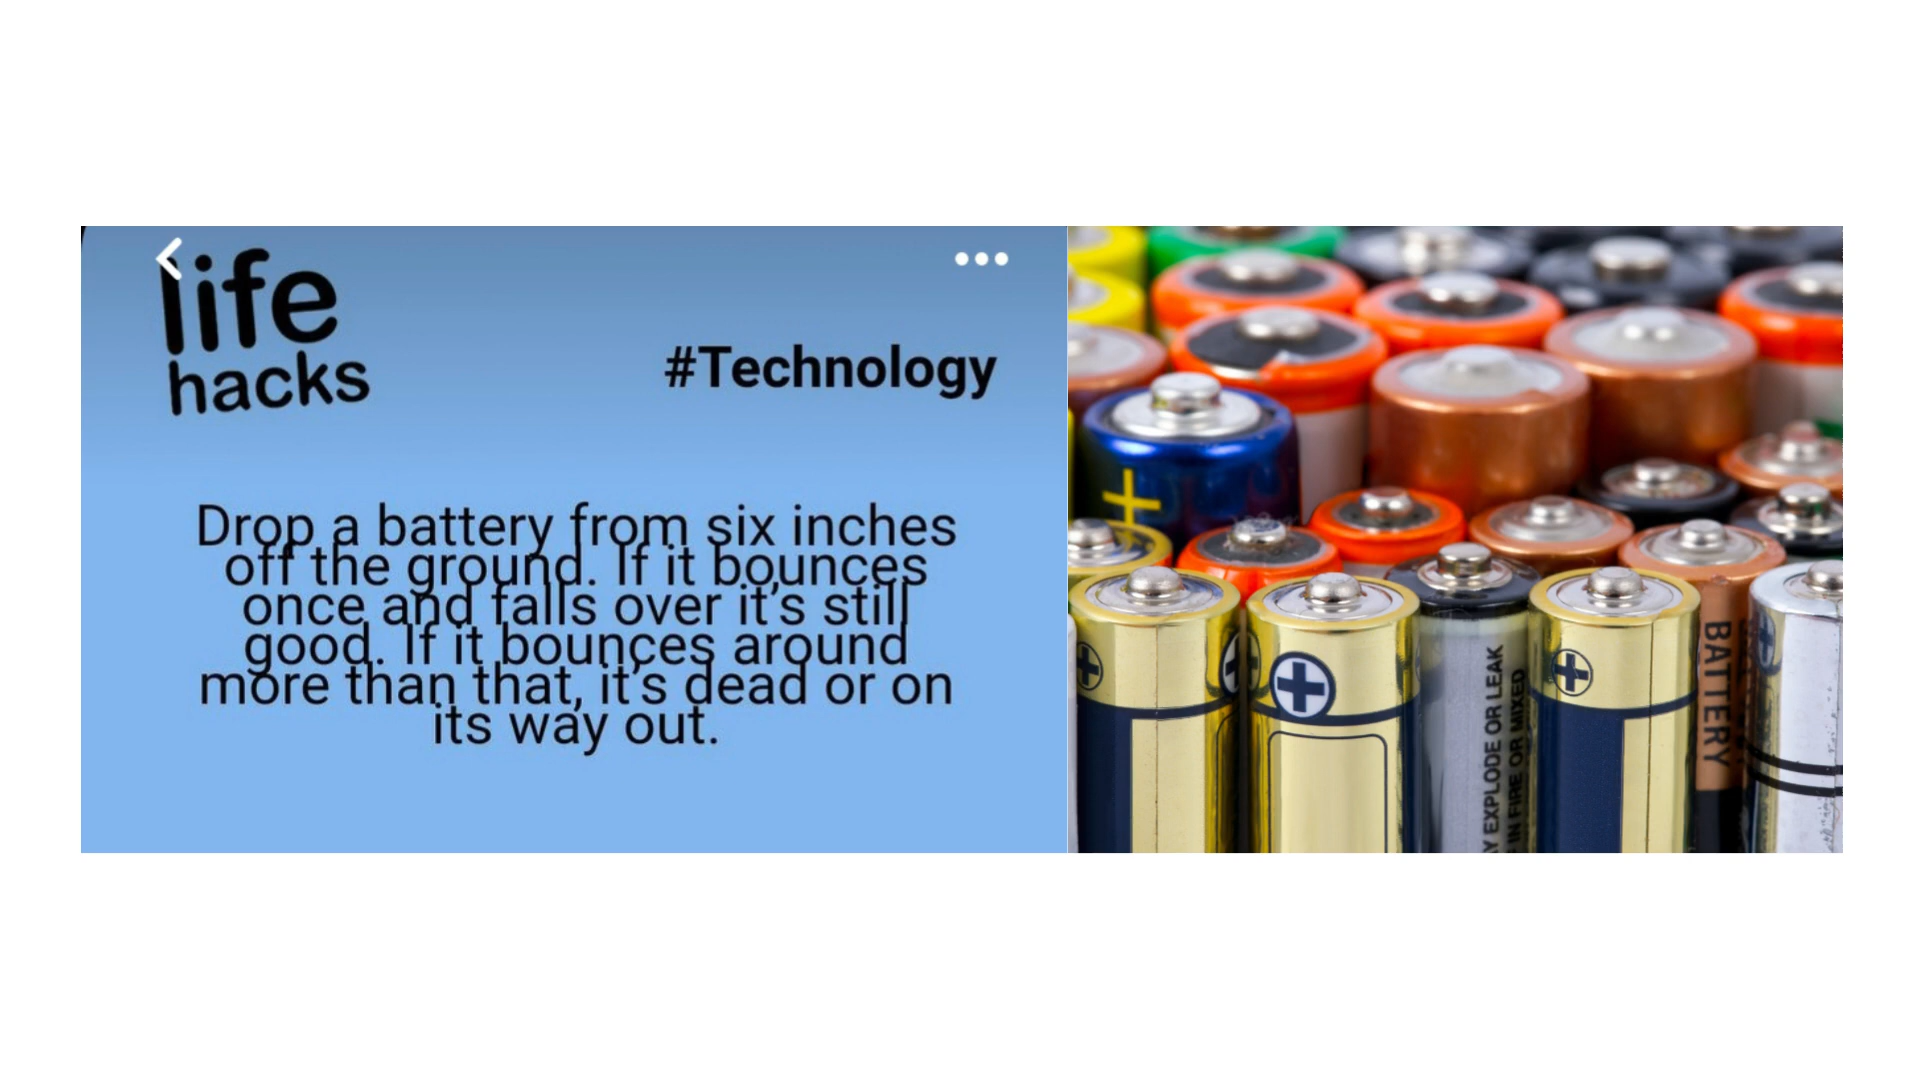 life
hacks
#Technology
Drop a battery from six inches
off the ground. If it bounces
once and falls over it's still
good. If it bounces around
more than that, it's dead or on
its way out.
Y EXPLODE OR LEAK
IN FIRE OR MIXED
BATTERY